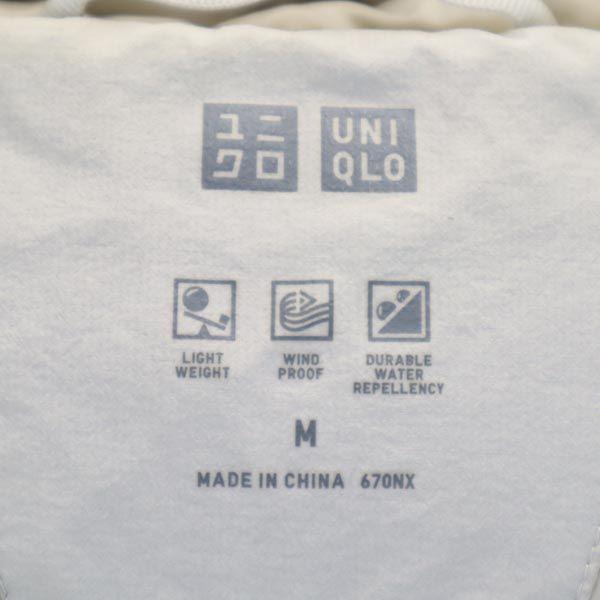 ユニ
クロ
UNI
QLO
LIGHT
WEIGHT
WIND
PROOF
DURABLE
WATER
REPELLENCY
M
MADE IN CHINA 670NX